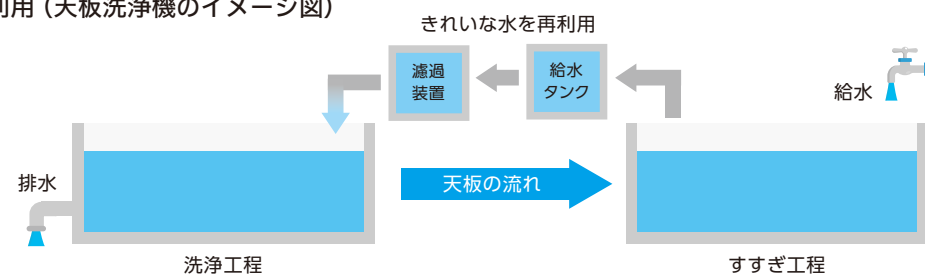 用（天板洗浄機のイメージ図）
きれいな水を再利用
濾過
装置
給水
タンク
給水
排水
天板の流れ
洗浄工程
すすぎ工程